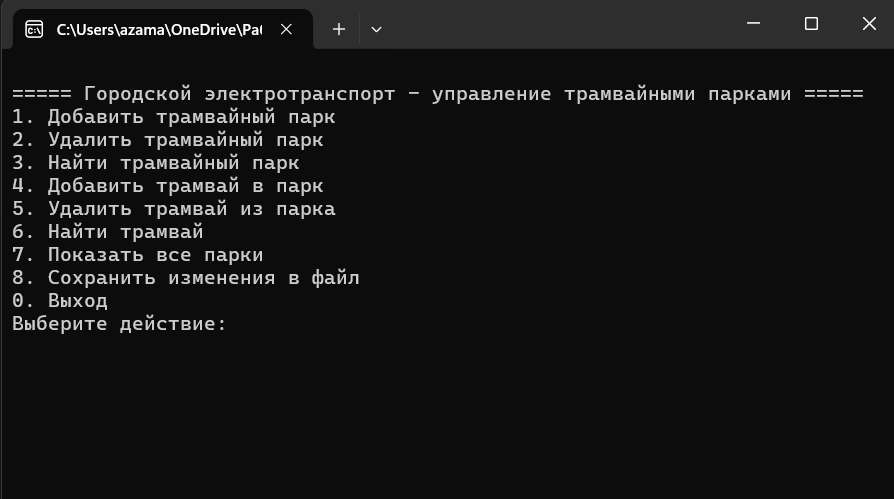 C:\Users\azama\OneDrive\Ра
===== Городской электротранспорт - управление трамвайными парками =====
1. Добавить трамвайный парк
2. Удалить трамвайный парк
3. Найти трамвайный парк
4. Добавить трамвай в парк
5. Удалить трамвай из парка
6. Найти трамвай
7. Показать все парки
8. Сохранить изменения в файл
0. Выход
Выберите действие: